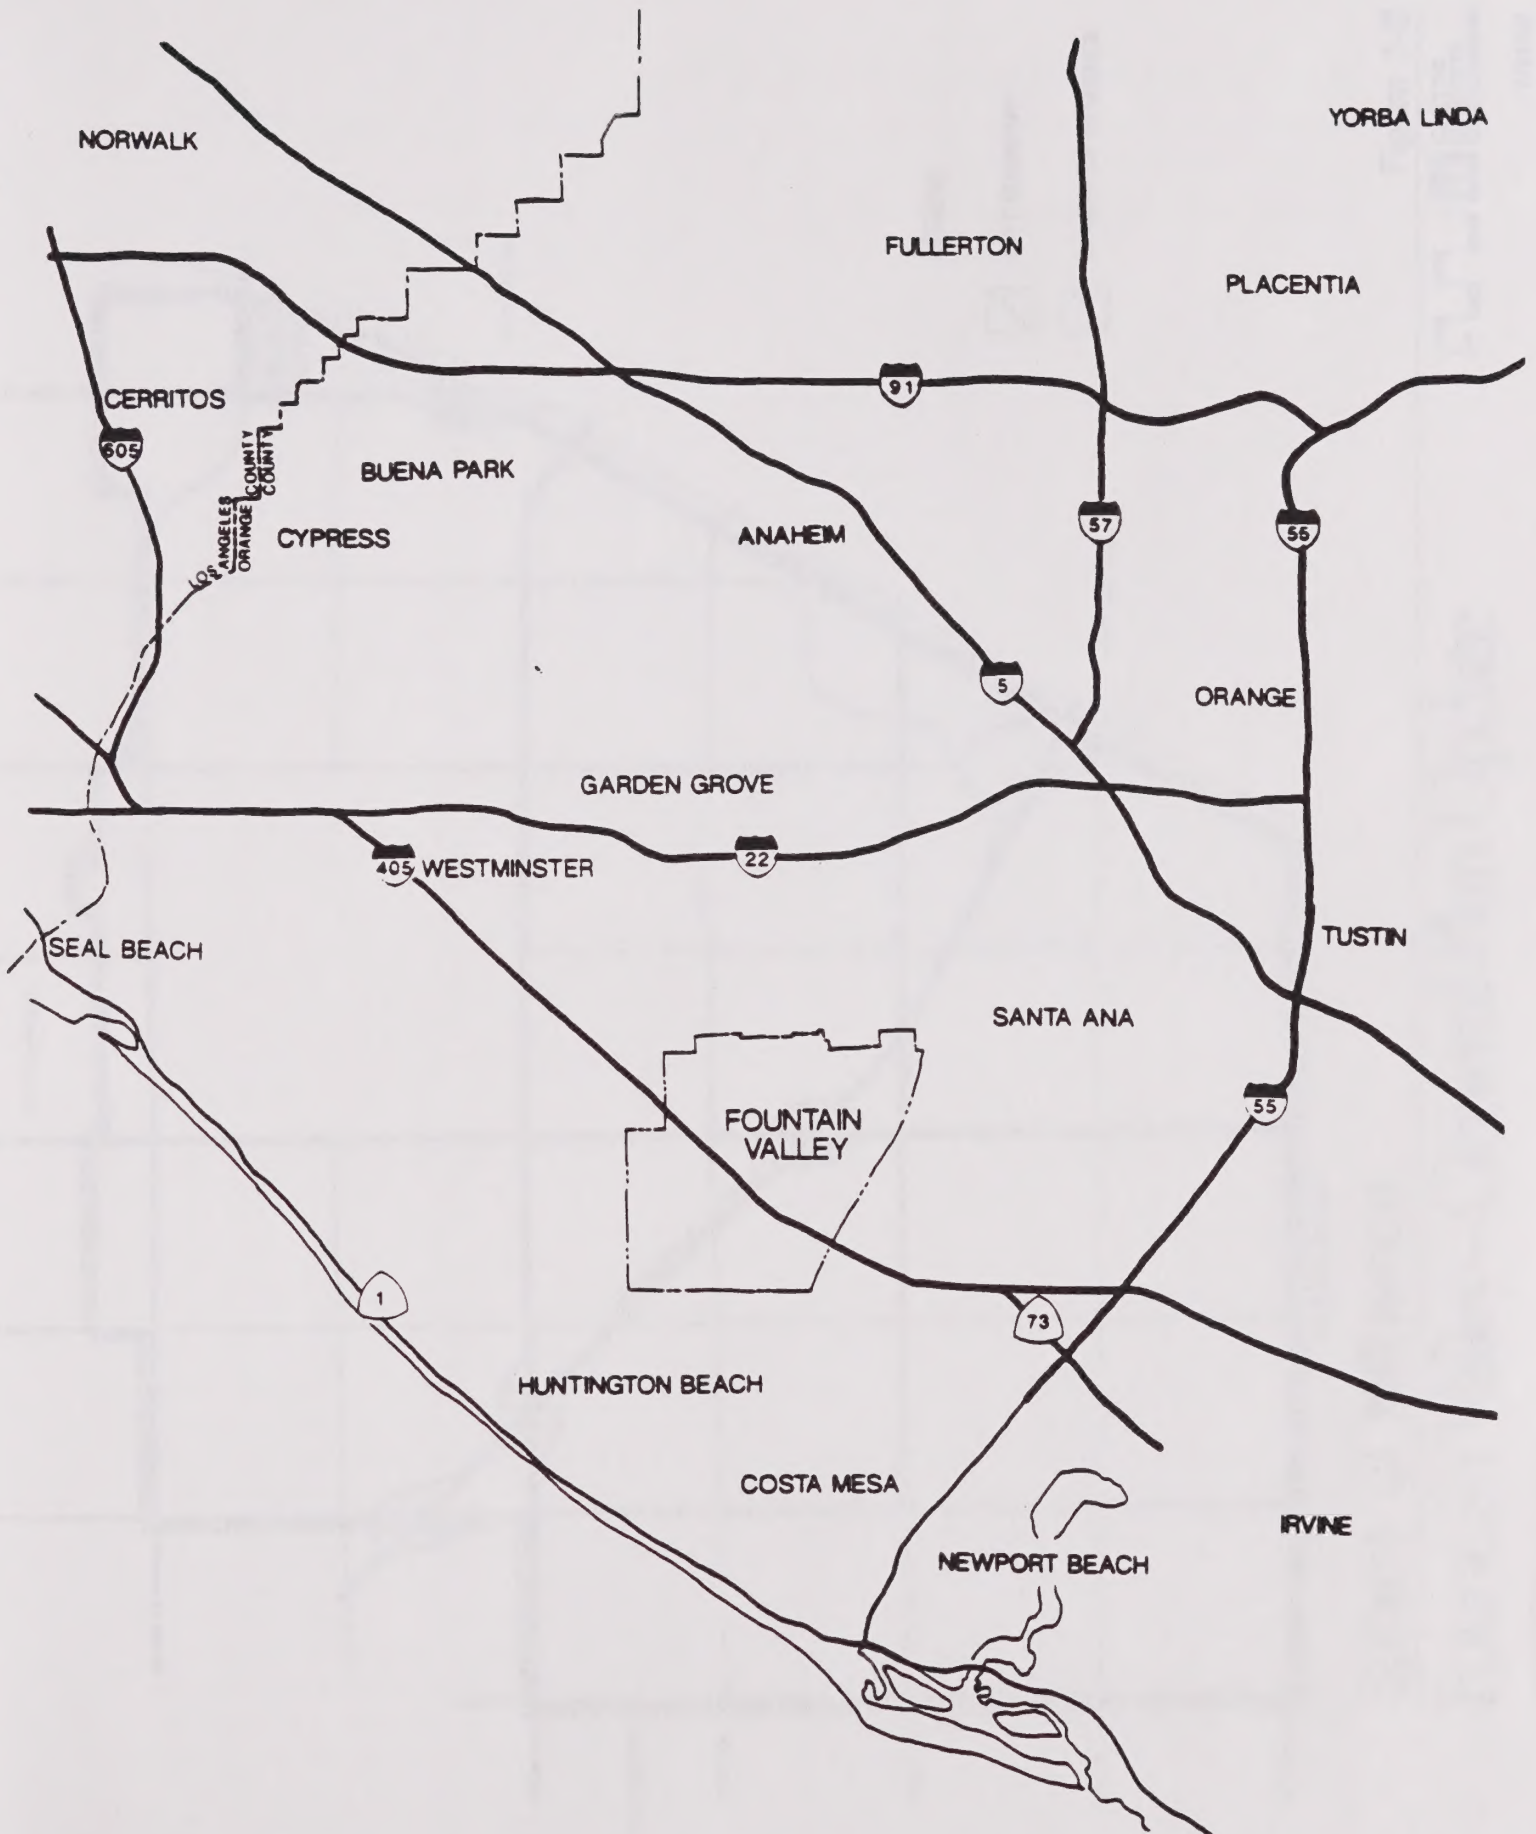 YORBA LINDA
NORWALK
FULLERTON
PLACENTIA
91
CERRITOS
605
LOS ANGELES COUNTY
ORANGE COUNTY
BUENA PARK
CYPRESS
ANAHEIM
57
55
5
ORANGE
GARDEN GROVE
22
405
WESTMINSTER
SEAL BEACH
TUSTIN
SANTA ANA
55
FOUNTAIN
VALLEY
1
73
HUNTINGTON BEACH
COSTA MESA
IRVINE
NEWPORT BEACH